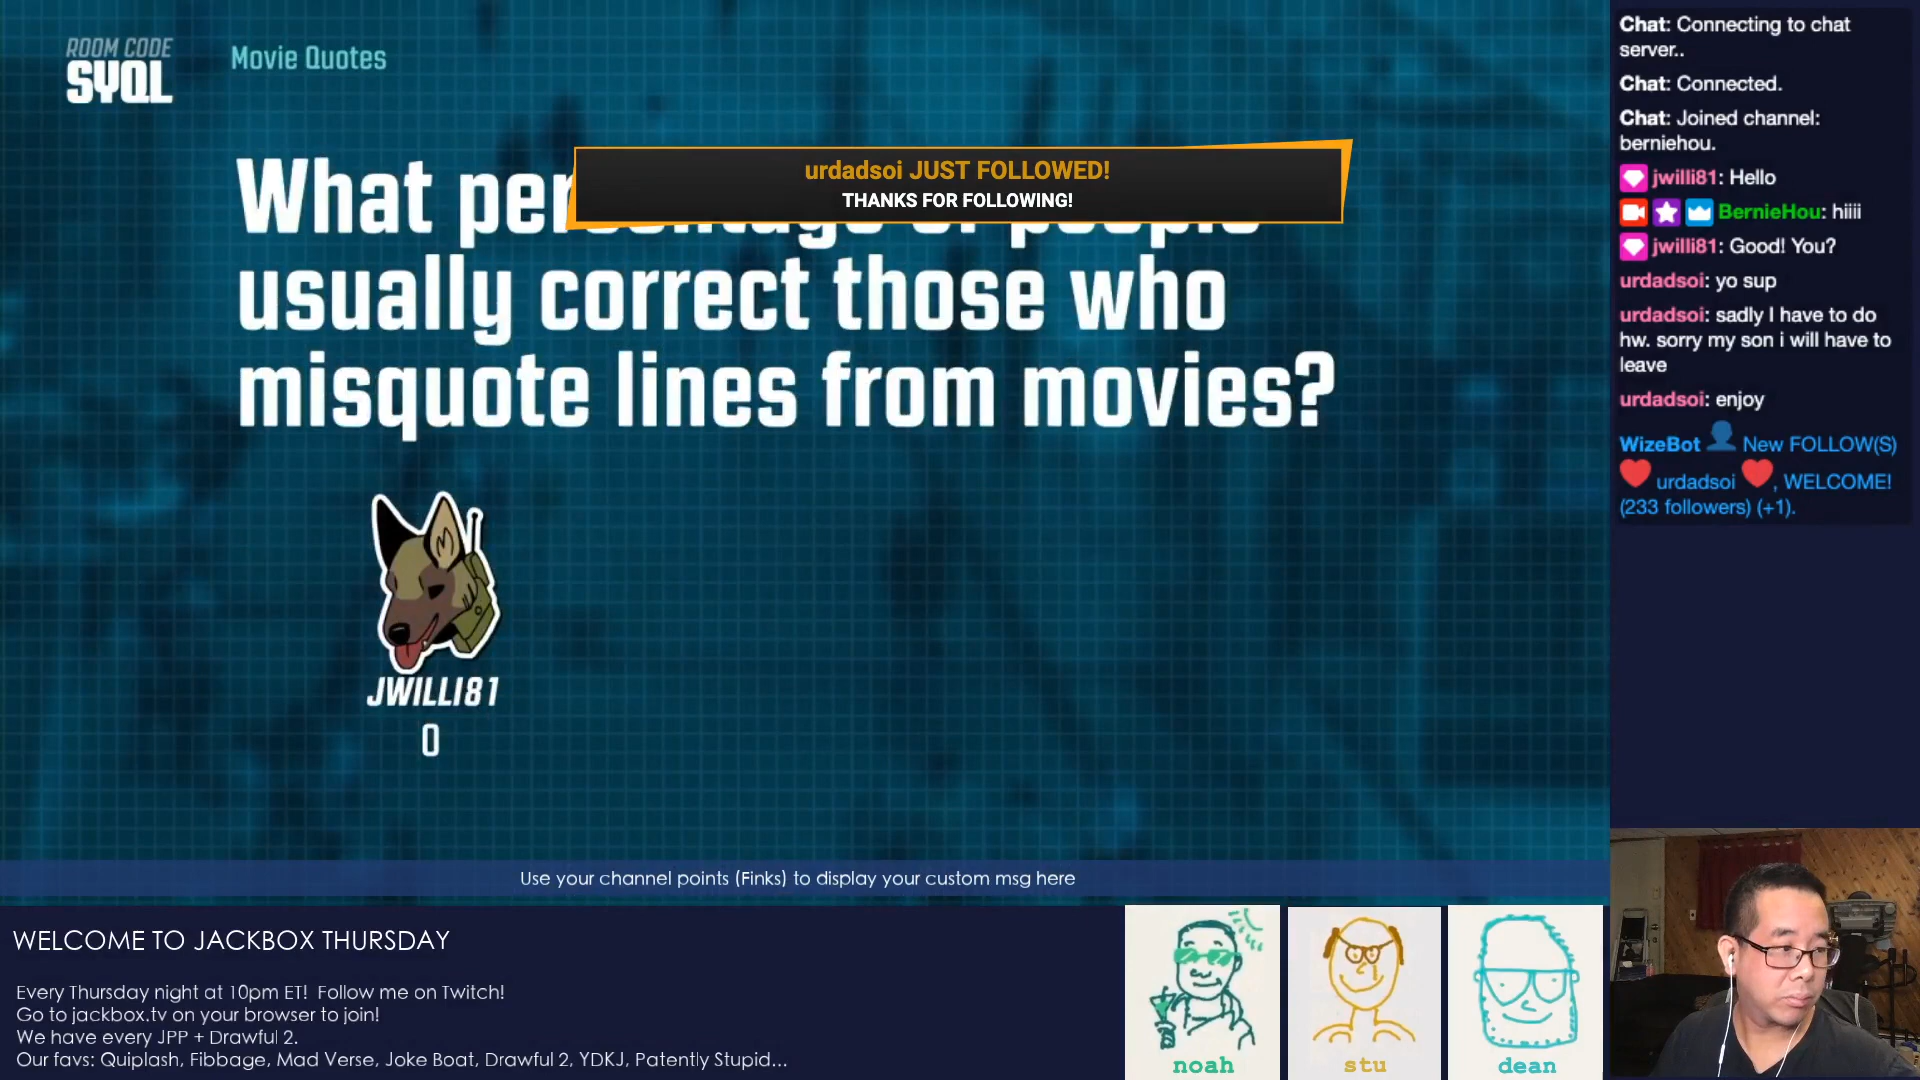 ROOM CODE
SYQL
Movie Quotes
urdadsoi JUST FOLLOWED!
THANKS FOR FOLLOWING!
What percentage of people
usually correct those who
misquote lines from movies?
JWILLI81
0
Use your channel points (Finks) to display your custom msg here
WELCOME TO JACKBOX THURSDAY
Every Thursday night at 10pm ET! Follow me on Twitch!
Go to jackbox.tv on your browser to join!
We have every JPP + Drawful 2.
Our favs: Quiplash, Fibbage, Mad Verse, Joke Boat, Drawful 2, YDKJ, Patently Stupid...
noah
stu
dean
Chat: Connecting to chat
server..
Chat: Connected.
Chat: Joined channel:
berniehou.
jwilli81: Hello
BernieHou: hiiii
jwilli81: Good! You?
urdadsoi: yo sup
urdadsoi: sadly I have to do
hw. sorry my son i will have to
leave
urdadsoi: enjoy
WizeBot New FOLLOW(S)
urdadsoi , WELCOME!
(233 followers) (+1).